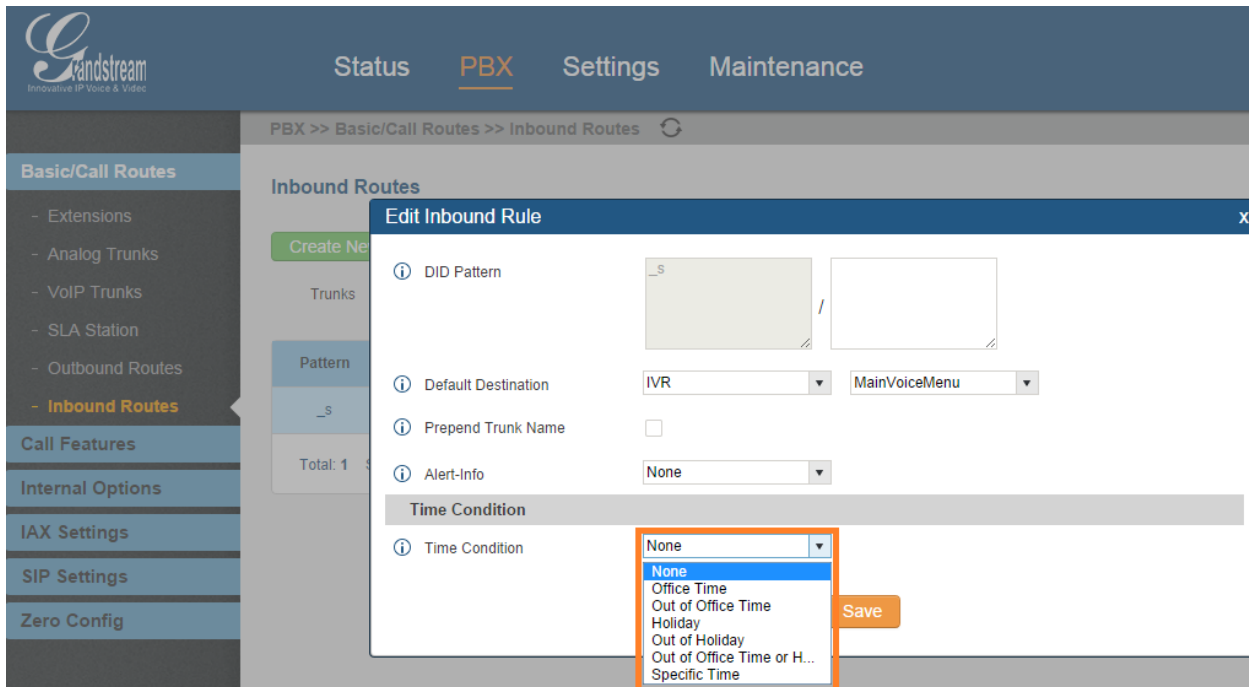 Grandstream
Innovative IP Voice & Video
Status PBX Settings Maintenance
PBX >> Basic/Call Routes >> Inbound Routes
Basic/Call Routes
- Extensions
- Analog Trunks
- VoIP Trunks
- SLA Station
- Outbound Routes
- Inbound Routes
Call Features
Internal Options
IAX Settings
SIP Settings
Zero Config
Inbound Routes
Create Ne
Trunks
Pattern
_s
Total: 1 S
Edit Inbound Rule x
DID Pattern _s /
Default Destination IVR MainVoiceMenu
Prepend Trunk Name
Alert-Info None
Time Condition
Time Condition None
None
Office Time
Out of Office Time
Holiday
Out of Holiday
Out of Office Time or H...
Specific Time
Save